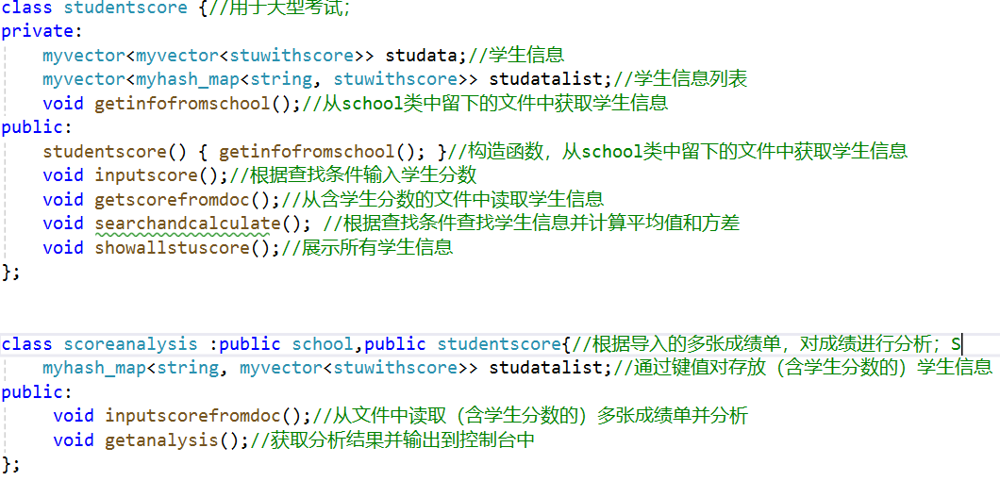 class studentscore {//用于大型考试;
private:
myvector<myvector<stuwithscore>> studata;//学生信息
myvector<myhash_map<string, stuwithscore>> studatalist;//学生信息列表
void getinfofromschool();//从school类中留下的文件中获取学生信息
public:
studentscore() { getinfofromschool(); }//构造函数，从school类中留下的文件中获取学生信息
void inputscore();//根据查找条件输入学生分数
void getscorefromdoc();//从含学生分数的文件中读取学生信息
void searchandcalculate(); //根据查找条件查找学生信息并计算平均值和方差
void showallstuscore();//展示所有学生信息
};
class scoreanalysis :public school,public studentscore{//根据导入的多张成绩单，对成绩进行分析；S
myhash_map<string, myvector<stuwithscore>> studatalist;//通过键值对存放（含学生分数的）学生信息
public:
void inputscorefromdoc();//从文件中读取（含学生分数的）多张成绩单并分析
void getanalysis();//获取分析结果并输出到控制台中
};